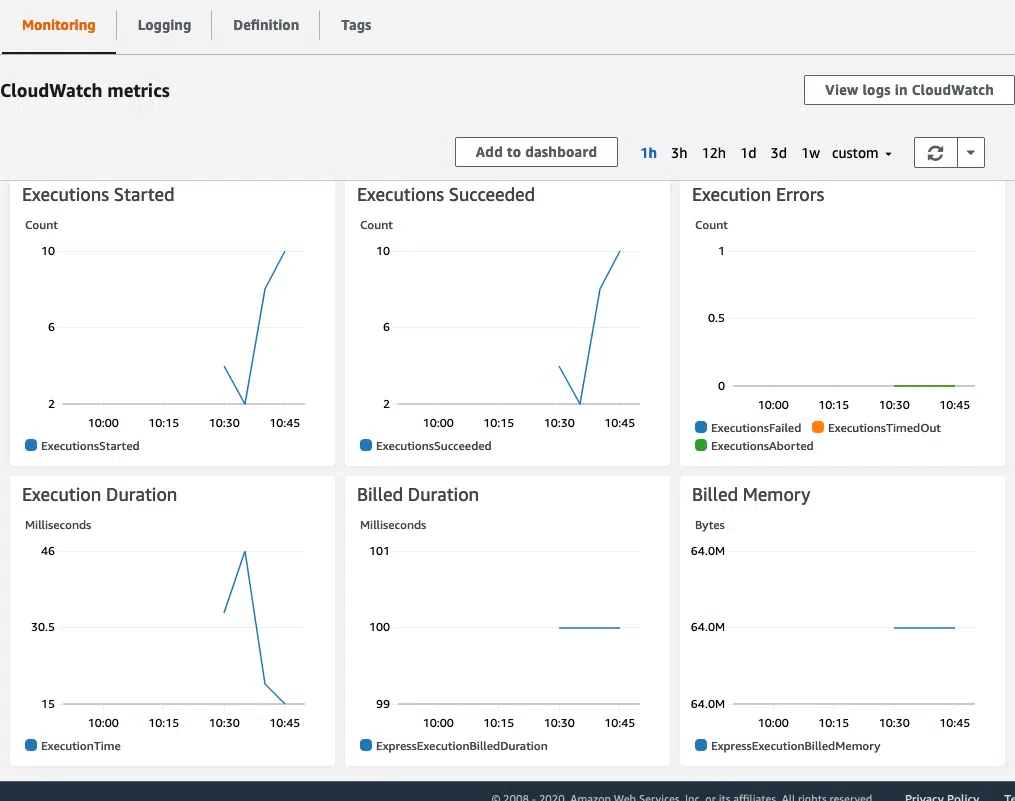 Monitoring Logging Definition Tags
CloudWatch metrics
View logs in CloudWatch
Add to dashboard 1h 3h 12h 1d 3d 1w custom
Executions Started
Count
10
6
2
10:00 10:15 10:30 10:45
ExecutionsStarted
Executions Succeeded
Count
10
6
2
10:00 10:15 10:30 10:45
ExecutionsSucceeded
Execution Errors
Count
1
0.5
0
10:00 10:15 10:30 10:45
ExecutionsFailed ExecutionsTimedOut
ExecutionsAborted
Execution Duration
Milliseconds
46
30.5
15
10:00 10:15 10:30 10:45
ExecutionTime
Billed Duration
Milliseconds
101
100
99
10:00 10:15 10:30 10:45
ExpressExecutionBilledDuration
Billed Memory
Bytes
64.0M
64.0M
64.0M
10:00 10:15 10:30 10:45
ExpressExecutionBilledMemory
© 2008 - 2020, Amazon Web Services, Inc. or its affiliates. All rights reserved. Privacy Policy Te